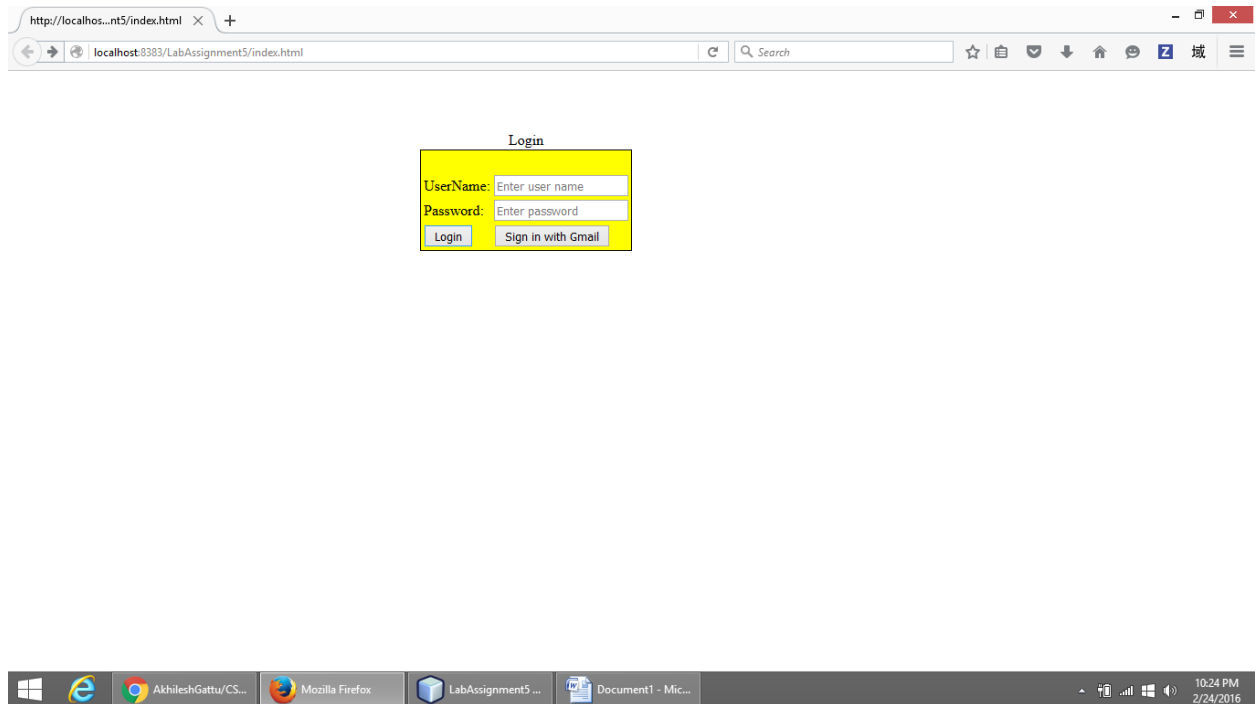 http://localhos...nt5/index.html
localhost:8383/LabAssignment5/index.html
Search
Z
域
Login
UserName: Enter user name
Password: Enter password
Login Sign in with Gmail
AkhileshGattu/CS...
Mozilla Firefox
LabAssignment5 ...
Document1 - Mic...
10:24 PM
2/24/2016